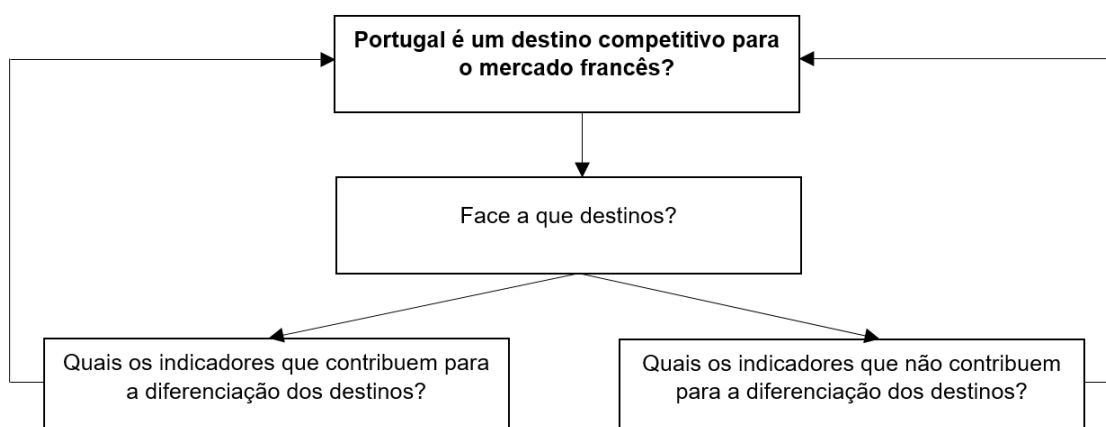 Portugal é um destino competitivo para
o mercado francês?
Face a que destinos?
Quais os indicadores que contribuem para
a diferenciação dos destinos?
Quais os indicadores que não contribuem
para a diferenciação dos destinos?